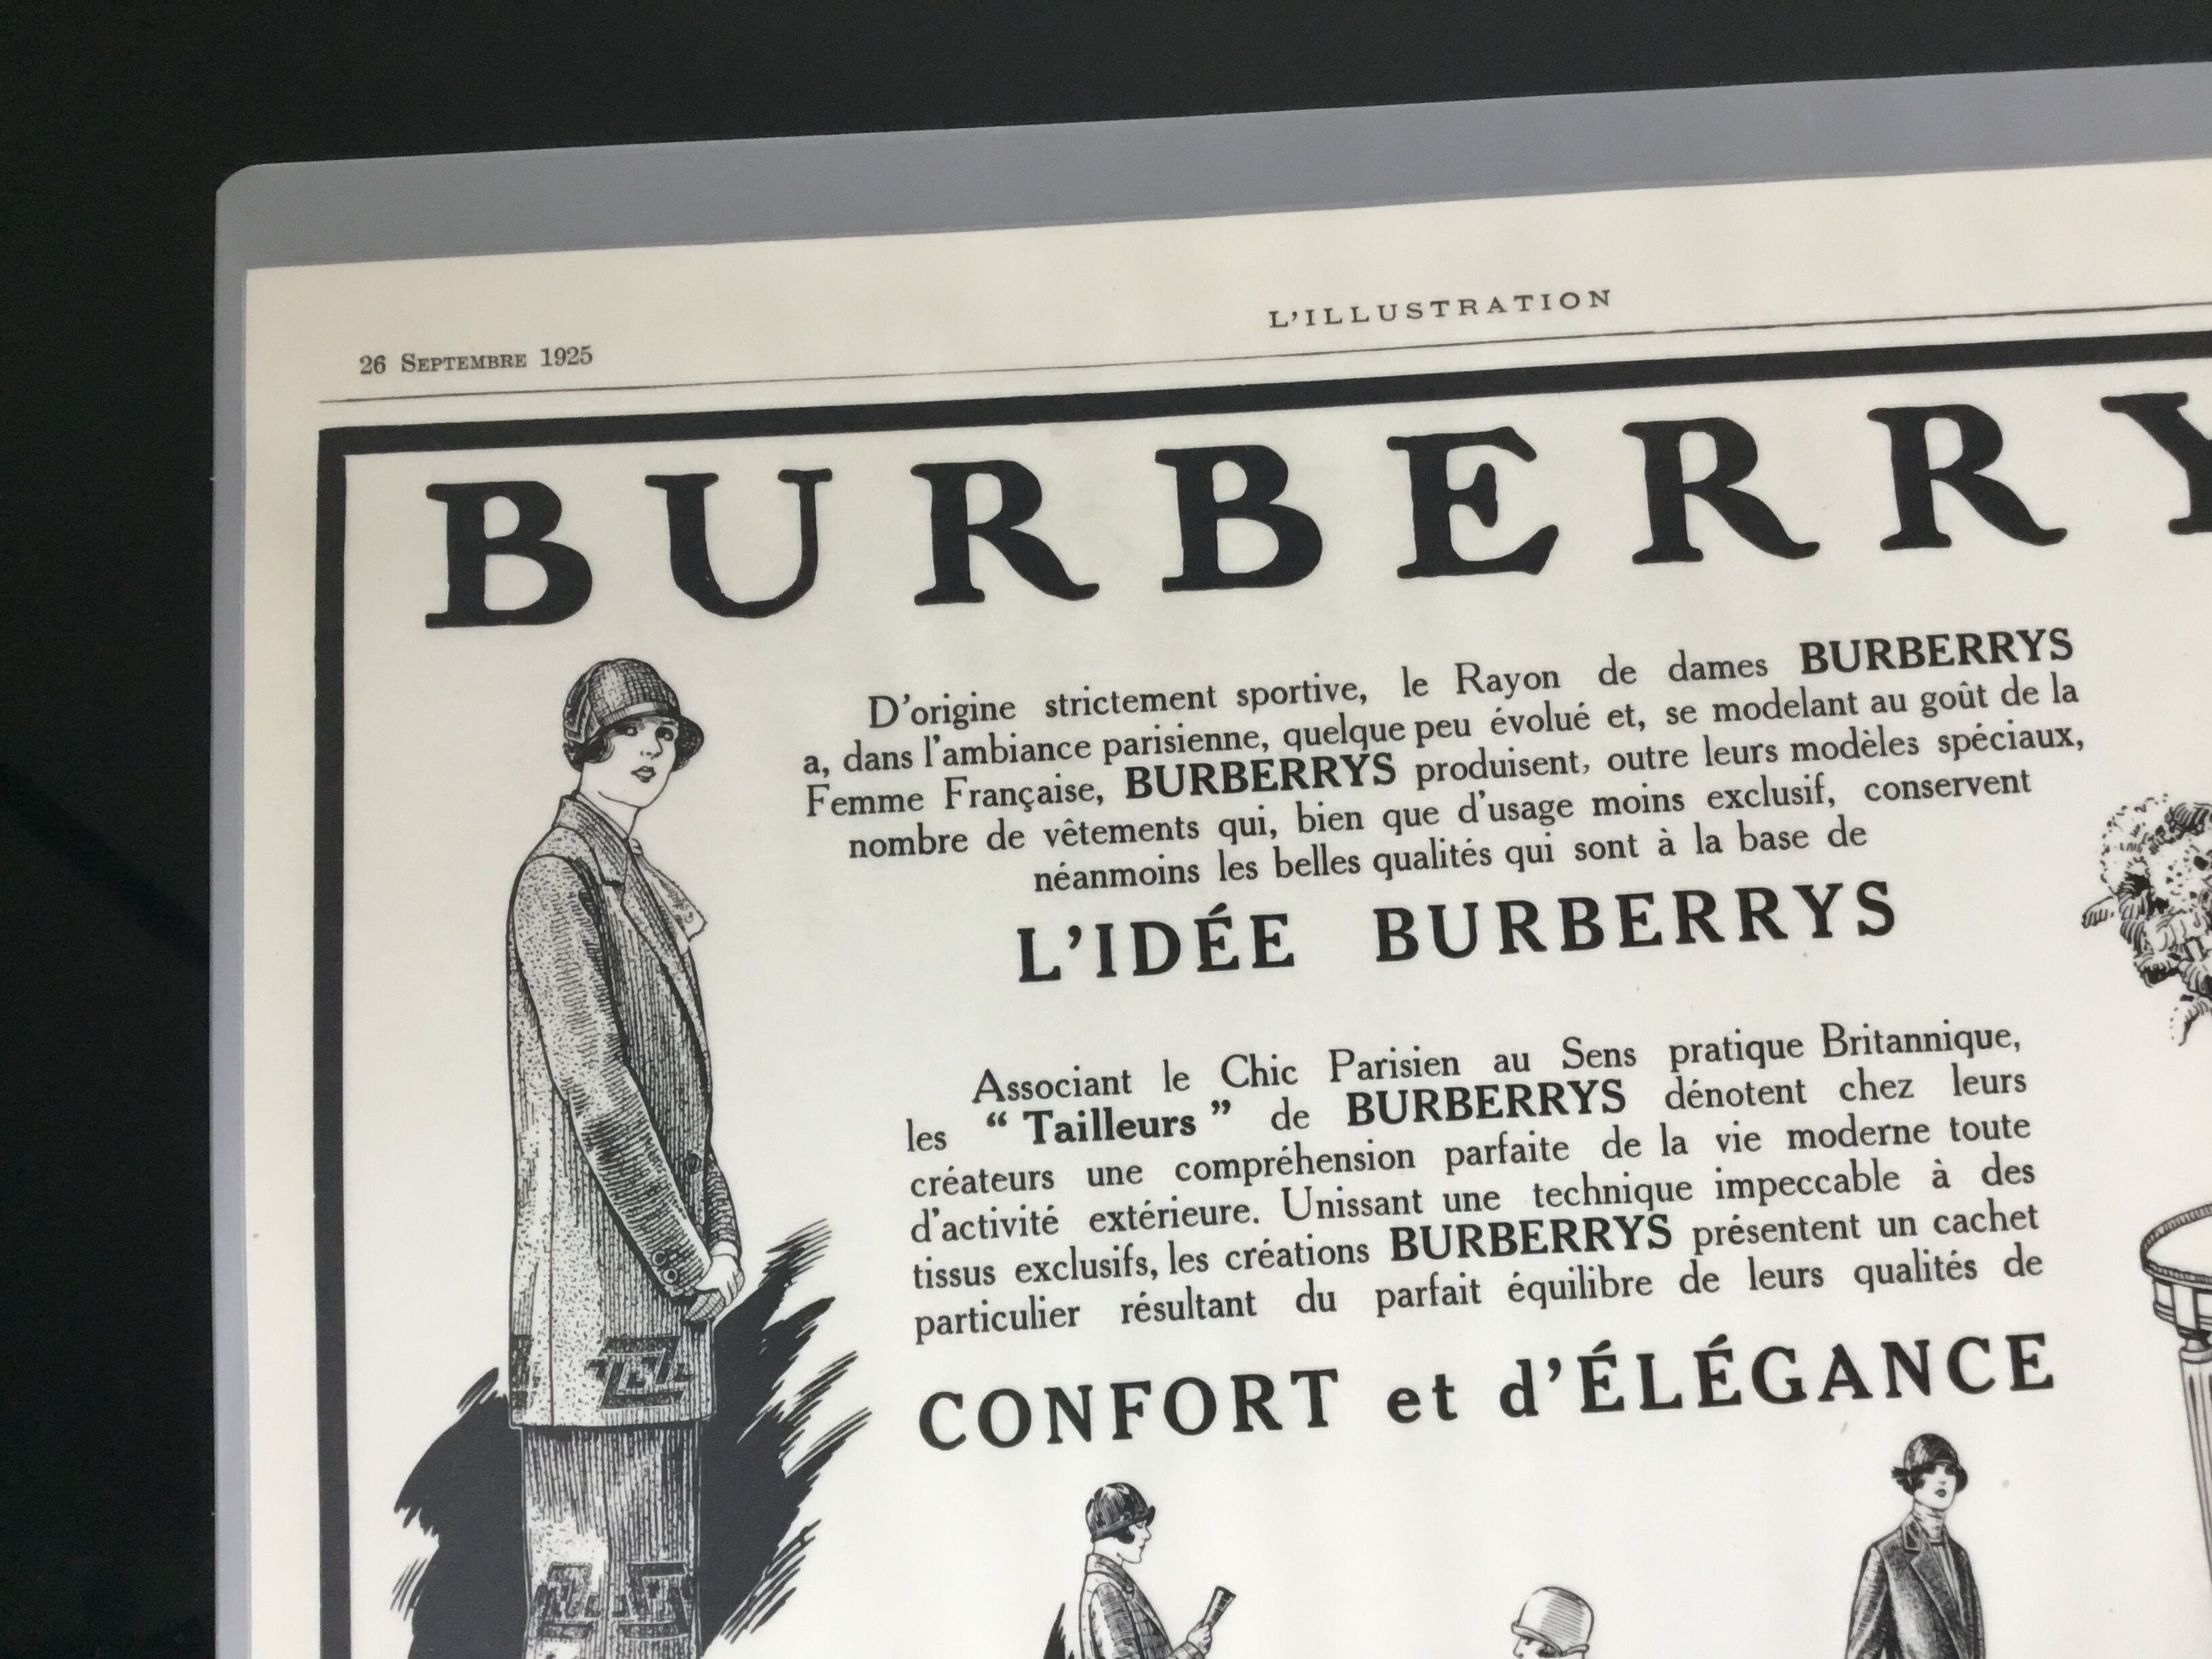 L'ILLUSTRATION
26 SEPTEMBRE 1925
BURBERRY
D'origine strictement sportive, le Rayon de dames BURBERRYS
a, dans l'ambiance parisienne, quelque peu évolué et, se modelant au goût de la
Femme Française, BURBERRYS produisent, outre leurs modèles spéciaux,
nombre de vêtements qui, bien que d'usage moins exclusif, conservent
néanmoins les belles qualités qui sont à la base de
L'IDÉE BURBERRYS
Associant le Chic Parisien au Sens pratique Britannique,
les “ Tailleurs ” de BURBERRYS dénotent chez leurs
créateurs une compréhension parfaite de la vie moderne toute
d'activité extérieure. Unissant une technique impeccable à des
tissus exclusifs, les créations BURBERRYS présentent un cachet
particulier résultant du parfait équilibre de leurs qualités de
CONFORT et d'ÉLÉGANCE